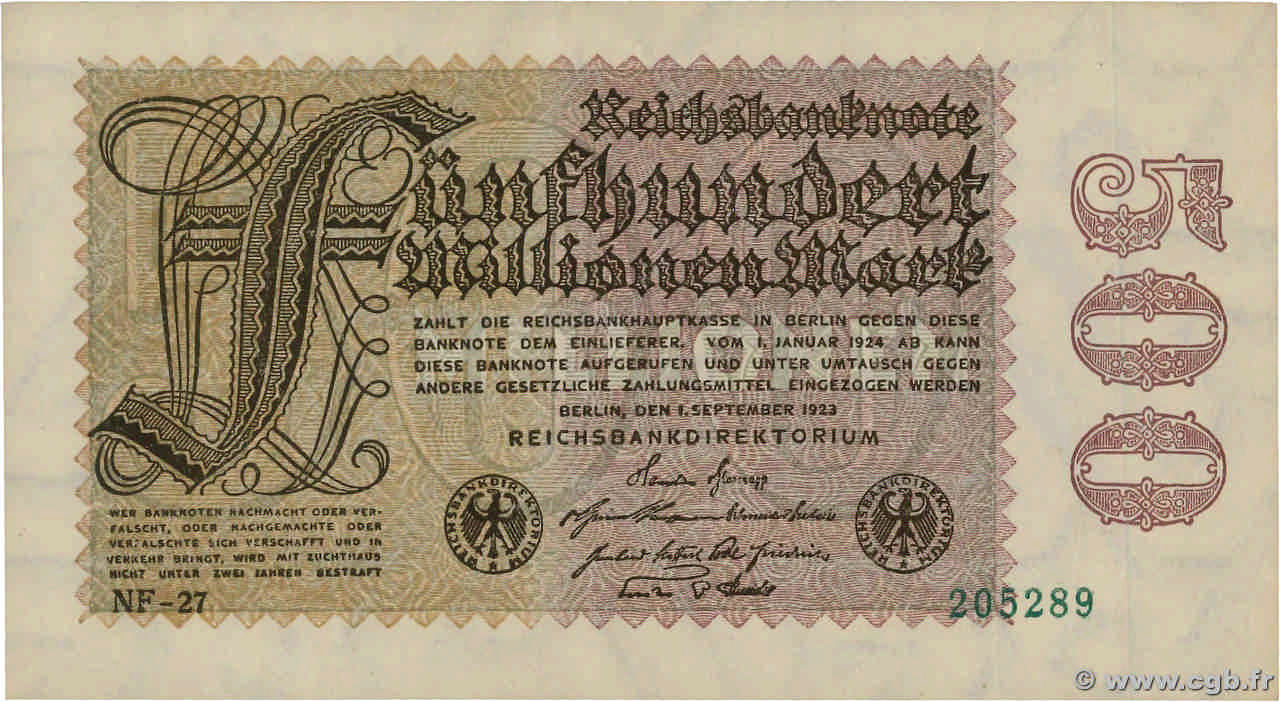 Reichsbanknote
Fünfhundert
Millionen Mark
ZAHLT DIE REICHSBANKHAUPTKASSE IN BERLIN GEGEN DIESE
BANKNOTE DEM EINLIEFERER. VOM 1. JANUAR 1924 AB KANN
DIESE BANKNOTE AUFGERUFEN UND UNTER UMTAUSCH GEGEN
ANDERE GESETZLICHE ZAHLUNGSMITTEL EINGEZOGEN WERDEN
BERLIN, DEN 1. SEPTEMBER 1923
REICHSBANKDIREKTORIUM
REICHSBANKDIREKTORIUM
REICHSBANKDIREKTORIUM
WER BANKNOTEN NACHMACHT ODER VER-
FÄLSCHT, ODER NACHGEMACHTE ODER
VERFÄLSCHTE SICH VERSCHAFFT UND IN
VERKEHR BRINGT, WIRD MIT ZUCHTHAUS
NICHT UNTER ZWEI JAHREN BESTRAFT
NF-27
205289
500
© www.cgb.fr